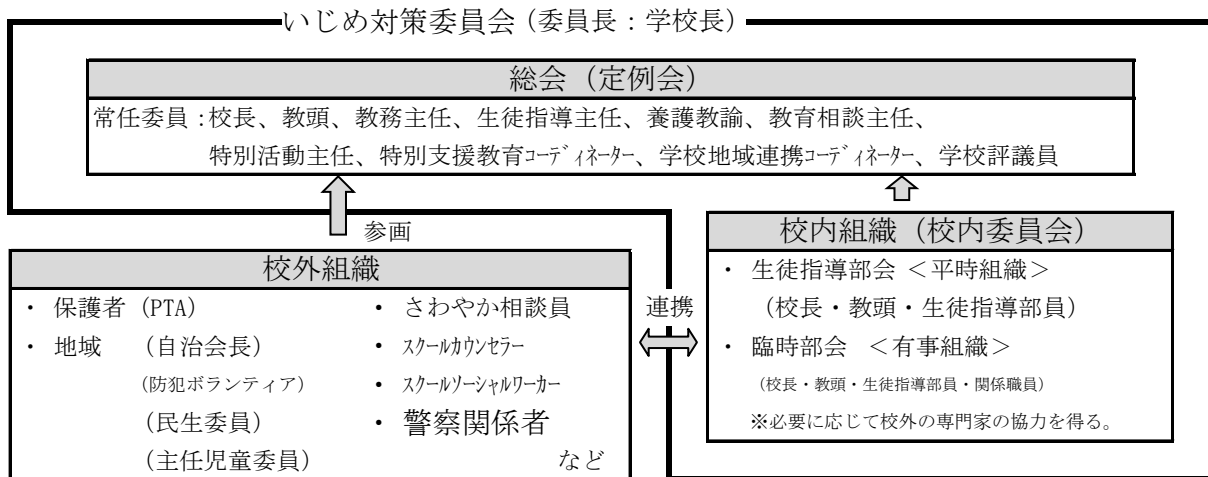 いじめ対策委員会（委員長：学校長）
総会（定例会）
常任委員：校長、教頭、教務主任、生徒指導主任、養護教諭、教育相談主任、
特別活動主任、特別支援教育ｺｰﾃﾞｨﾈｰﾀｰ、学校地域連携ｺｰﾃﾞｨﾈｰﾀｰ、学校評議員
参画
校外組織
・ 保護者（PTA）
・ 地域 （自治会長）
（防犯ボランティア）
（民生委員）
（主任児童委員）
・ さわやか相談員
・ ｽｸｰﾙｶｳﾝｾﾗｰ
・ ｽｸｰﾙｿｰｼｬﾙﾜｰｶｰ
・ 警察関係者
など
連携
校内組織（校内委員会）
・ 生徒指導部会 ＜平時組織＞
（校長・教頭・生徒指導部員）
・ 臨時部会 ＜有事組織＞
（校長・教頭・生徒指導部員・関係職員）
※必要に応じて校外の専門家の協力を得る。